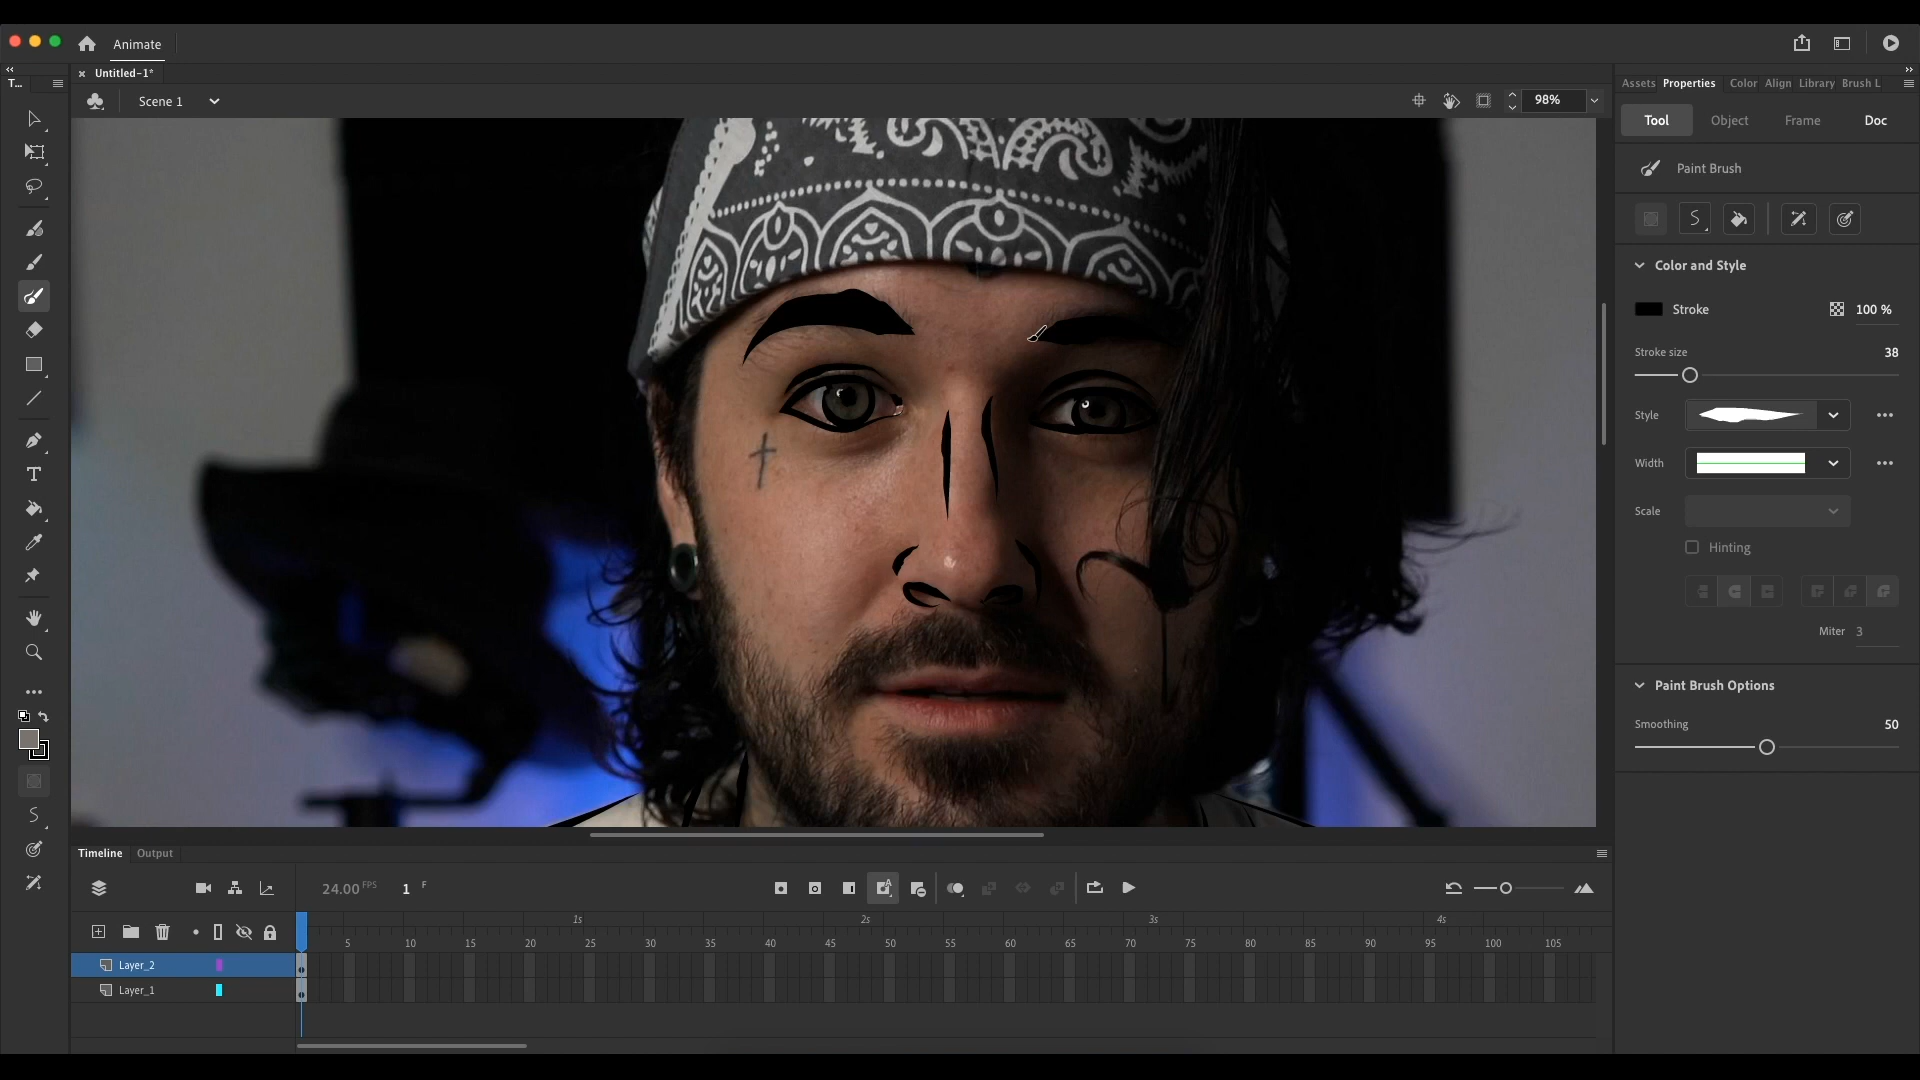 Animate
T...
Untitled-1*
Assets Properties Color Align Library Brush L
Scene 1
98%
Tool Object Frame Doc
Paint Brush
Color and Style
Stroke 100 %
Stroke size 38
Style
Width
Scale
Hinting
Miter 3
Paint Brush Options
Smoothing 50
Timeline Output
24.00 FPS 1 F
1s 2s 3s 4s
5 10 15 20 25 30 35 40 45 50 55 60 65 70 75 80 85 90 95 100 105
Layer_2
Layer_1